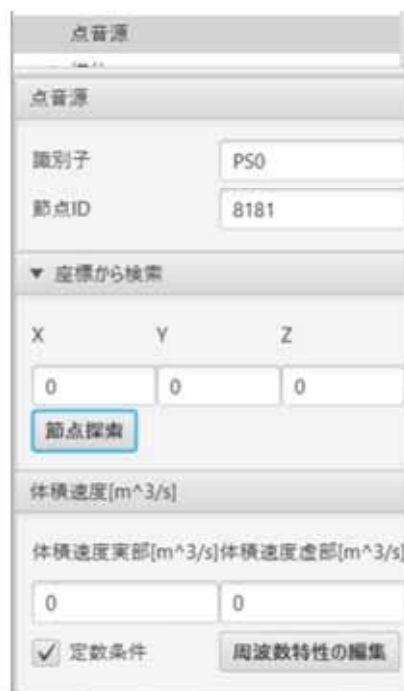 点音源
点音源
識別子 PS0
節点ID 8181
▼ 座標から検索
X Y Z
0 0 0
節点探索
体積速度[m^3/s]
体積速度実部[m^3/s]体積速度虚部[m^3/s]
0 0
定数条件 周波数特性の編集